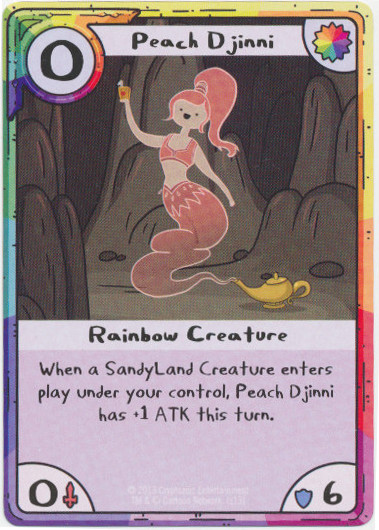 0
Peach Djinni
Rainbow Creature
When a SandyLand Creature enters
play under your control, Peach Djinni
has +1 ATK this turn.
0
6